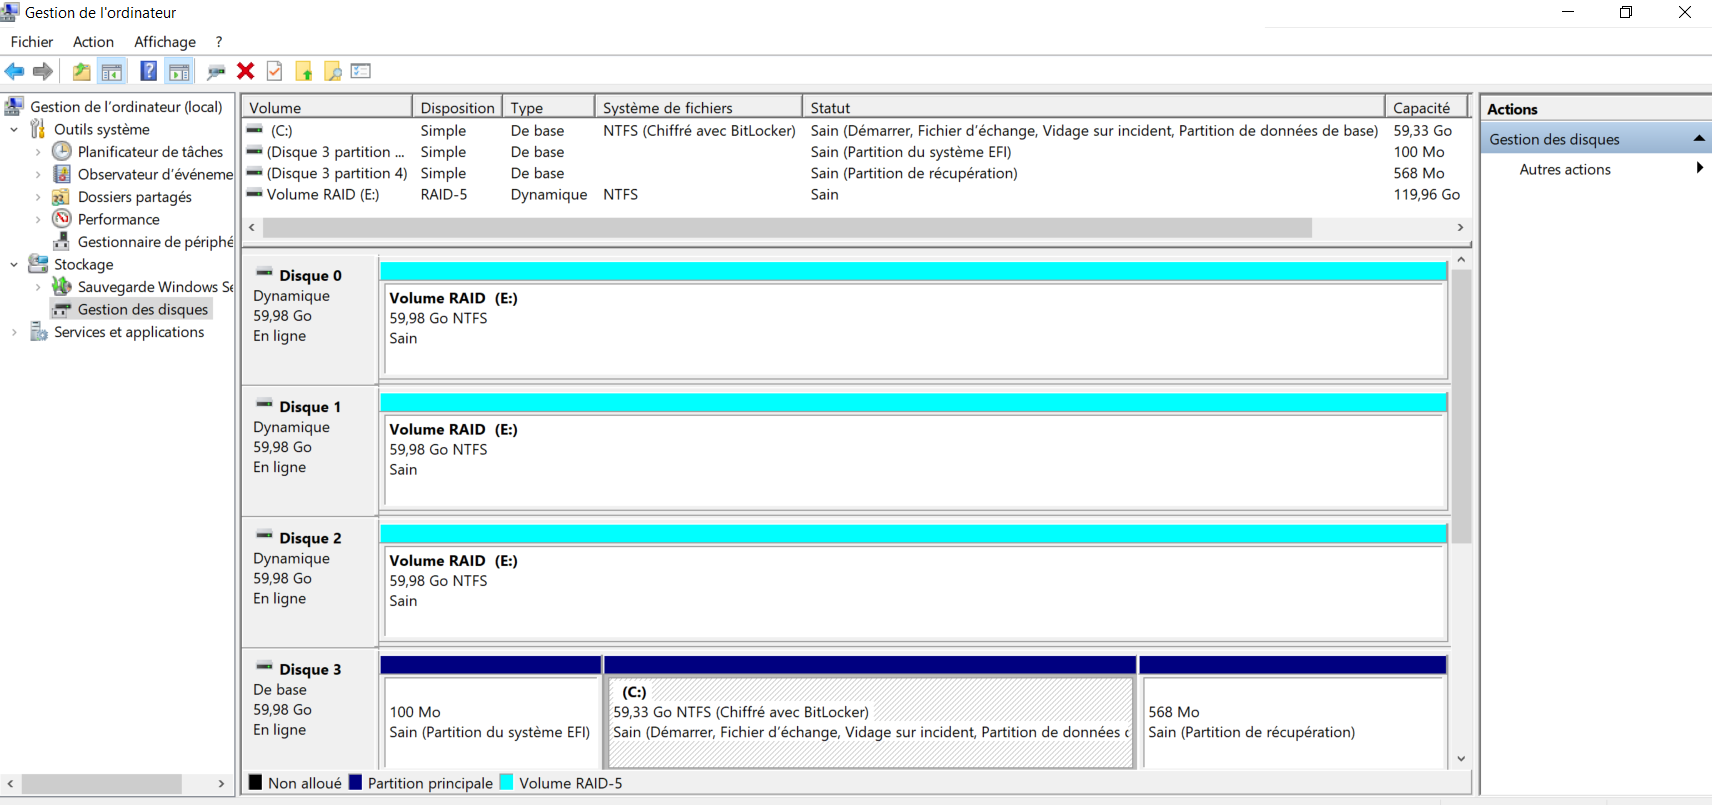 Gestion de l'ordinateur
Fichier Action Affichage ?
Gestion de l'ordinateur (local)
Outils système
Planificateur de tâches
Observateur d'événeme
Dossiers partagés
Performance
Gestionnaire de périphé
Stockage
Sauvegarde Windows Se
Gestion des disques
Services et applications
Volume Disposition Type Système de fichiers Statut Capacité
(C:) Simple De base NTFS (Chiffré avec BitLocker) Sain (Démarrer, Fichier d'échange, Vidage sur incident, Partition de données de base) 59,33 Go
(Disque 3 partition ... Simple De base Sain (Partition du système EFI) 100 Mo
(Disque 3 partition 4) Simple De base Sain (Partition de récupération) 568 Mo
Volume RAID (E:) RAID-5 Dynamique NTFS Sain 119,96 Go
Disque 0
Dynamique
59,98 Go
En ligne
Volume RAID (E:)
59,98 Go NTFS
Sain
Disque 1
Dynamique
59,98 Go
En ligne
Volume RAID (E:)
59,98 Go NTFS
Sain
Disque 2
Dynamique
59,98 Go
En ligne
Volume RAID (E:)
59,98 Go NTFS
Sain
Disque 3
De base
59,98 Go
En ligne
100 Mo
Sain (Partition du système EFI)
(C:)
59,33 Go NTFS (Chiffré avec BitLocker)
Sain (Démarrer, Fichier d'échange, Vidage sur incident, Partition de données
568 Mo
Sain (Partition de récupération)
Non alloué Partition principale Volume RAID-5
Actions
Gestion des disques
Autres actions